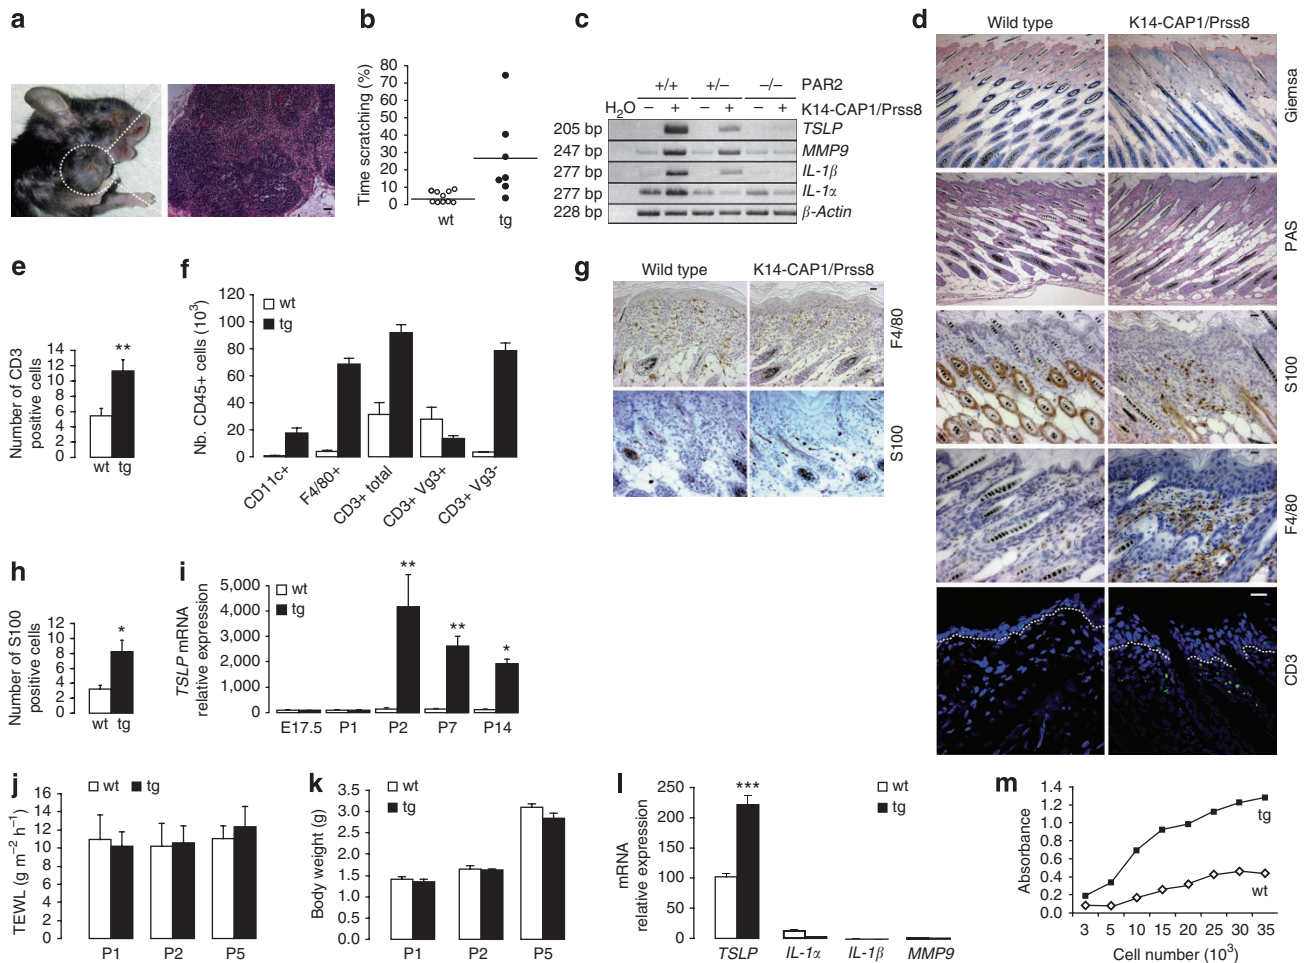 a
b
Time scratching (%)
80
70
60
50
40
30
20
10
0
wt
tg
c
+/+
+/–
–/–
PAR2
H2O
–
+
–
+
–
+
K14-CAP1/Prss8
205 bp
TSLP
247 bp
MMP9
277 bp
IL-1β
277 bp
IL-1α
228 bp
β-Actin
d
Wild type
K14-CAP1/Prss8
Giemsa
PAS
S100
F4/80
CD3
e
Number of CD3
positive cells
14
12
10
8
6
4
2
0
**
wt
tg
f
Nb. CD45+ cells (10³)
120
100
80
60
40
20
0
wt
tg
CD11c+
F4/80+
CD3+ total
CD3+ Vg3+
CD3+ Vg3-
g
Wild type
K14-CAP1/Prss8
F4/80
S100
h
Number of S100
positive cells
12
10
8
6
4
2
0
*
wt
tg
i
TSLP mRNA
relative expression
5,000
4,000
3,000
2,000
1,000
0
wt
tg
**
**
*
E17.5
P1
P2
P7
P14
j
TEWL (g m⁻² h⁻¹)
16
14
12
10
8
6
4
2
0
wt
tg
P1
P2
P5
k
Body weight (g)
3.5
3.0
2.5
2.0
1.5
1.0
0.5
0.0
wt
tg
P1
P2
P5
l
mRNA
relative expression
250
200
150
100
50
0
***
wt
tg
TSLP
IL-1α
IL-1β
MMP9
m
Absorbance
1.4
1.2
1.0
0.8
0.6
0.4
0.2
0.0
tg
wt
3
5
10
15
20
25
30
35
Cell number (10³)